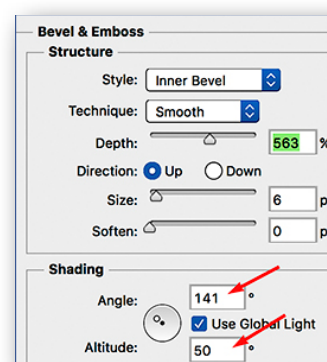 Bevel & Emboss
Structure
Style: Inner Bevel
Technique: Smooth
Depth: 563 %
Direction: Up Down
Size: 6 p
Soften: 0 p
Shading
Angle: 141 °
Use Global Light
Altitude: 50 °